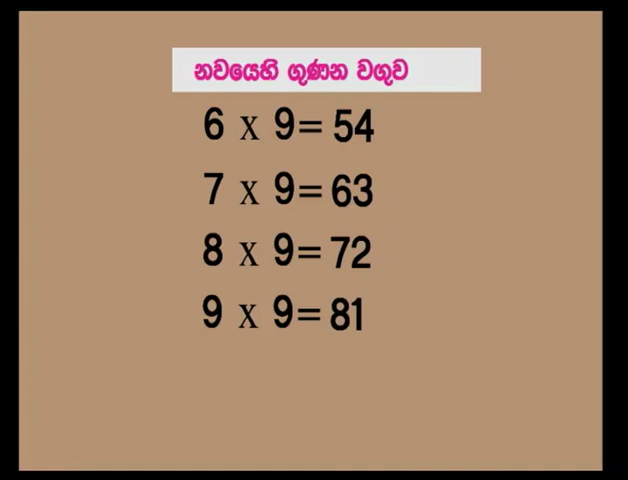 නවයෙහි ගුණන වගුව
6 x 9= 54
7 x 9= 63
8 x 9= 72
9 x 9= 81